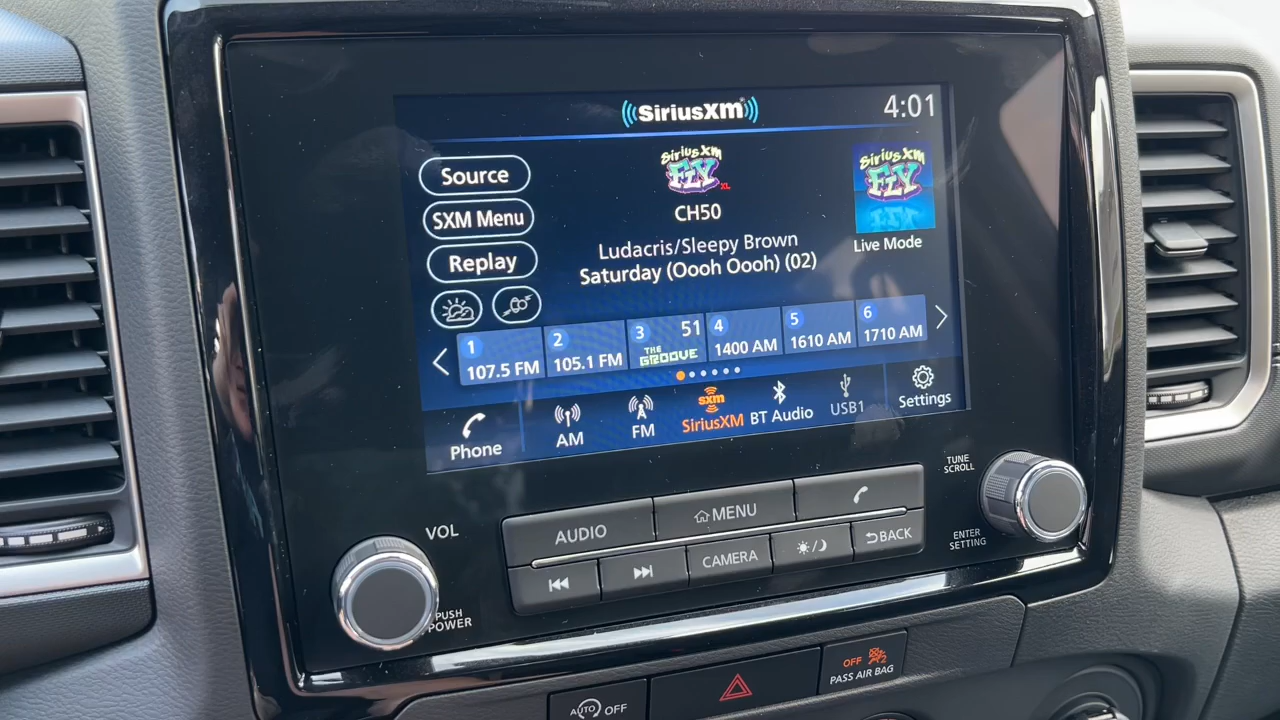 SiriusXM
4:01
Source
SXM Menu
Replay
SiriusXM
FLY
XL
CH50
Ludacris/Sleepy Brown
Saturday (Oooh Oooh) (02)
SiriusXM
FLY
Live Mode
1
107.5 FM
2
105.1 FM
3
51
THE
GROOVE
4
1400 AM
5
1610 AM
6
1710 AM
Phone
AM
FM
sxm
SiriusXM
BT Audio
USB1
Settings
VOL
PUSH
POWER
AUDIO
MENU
CAMERA
BACK
TUNE
SCROLL
ENTER
SETTING
AUTO OFF
OFF
PASS AIR BAG